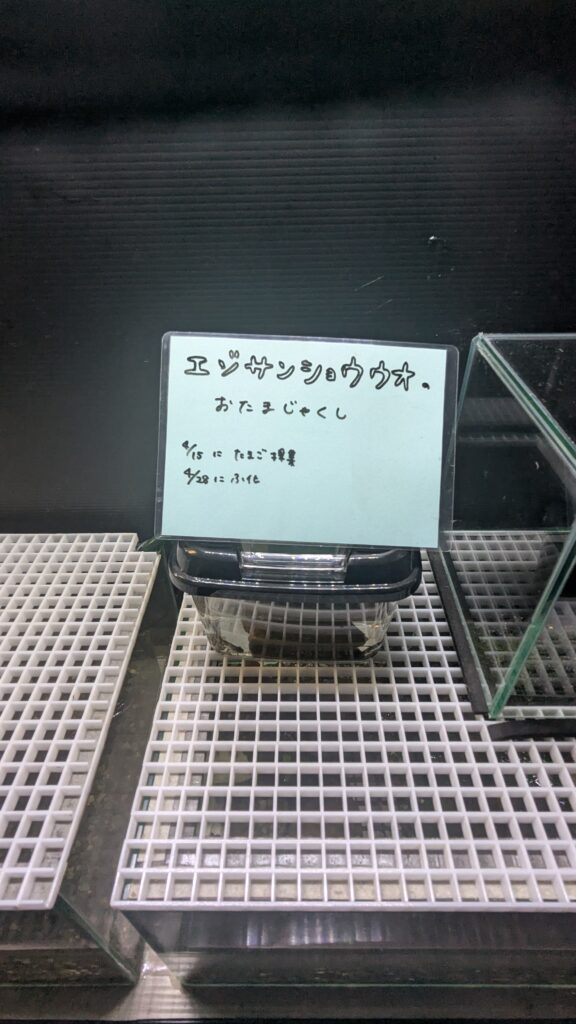 エゾサンショウウオ。
おたまじゃくし
4/15 に たまご採集
4/28 に ふ化